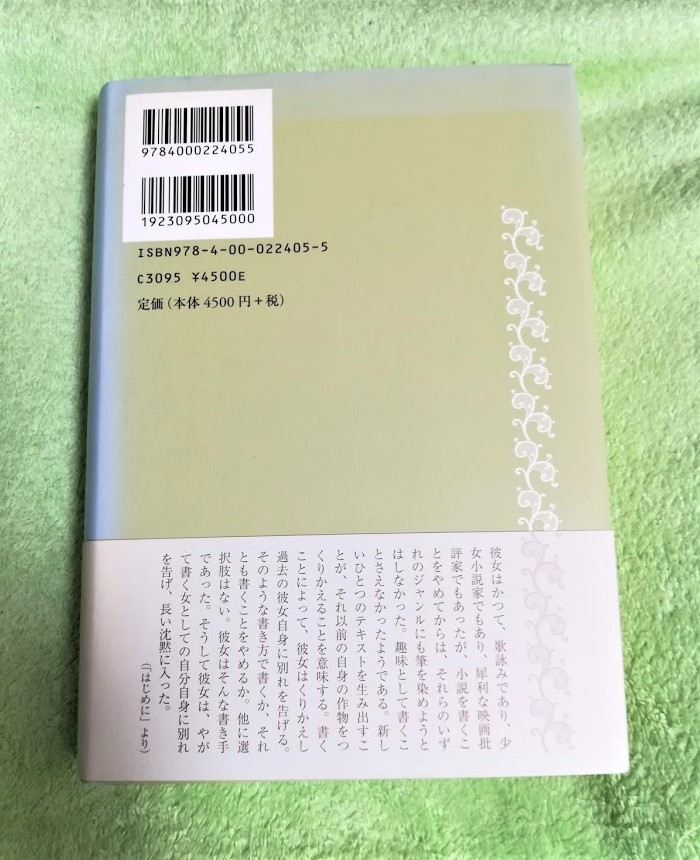 9784000224055
1923095045000
ISBN978-4-00-022405-5
C3095 ¥4500E
定価(本体4500円+税)
彼女はかつて、歌詠みであり、少
女小説家でもあり、犀利な映画批
評家でもあったが、小説を書くこ
とをやめてからは、それらのいず
れのジャンルにも筆を染めようと
はしなかった。趣味として書くこ
とさえなかったようである。新し
いひとつのテキストを生み出すこ
とが、それ以前の自身の作物をつ
くりかえることを意味する。書く
ことによって、彼女はくりかえし
過去の彼女自身に別れを告げる。
そのような書き方で書くか、それ
とも書くことをやめるか。他に選
択肢はない。彼女はそんな書き手
であった。そうして彼女は、やが
て書く女としての自分自身に別れ
を告げ、長い沈黙に入った。
(「はじめに」より)